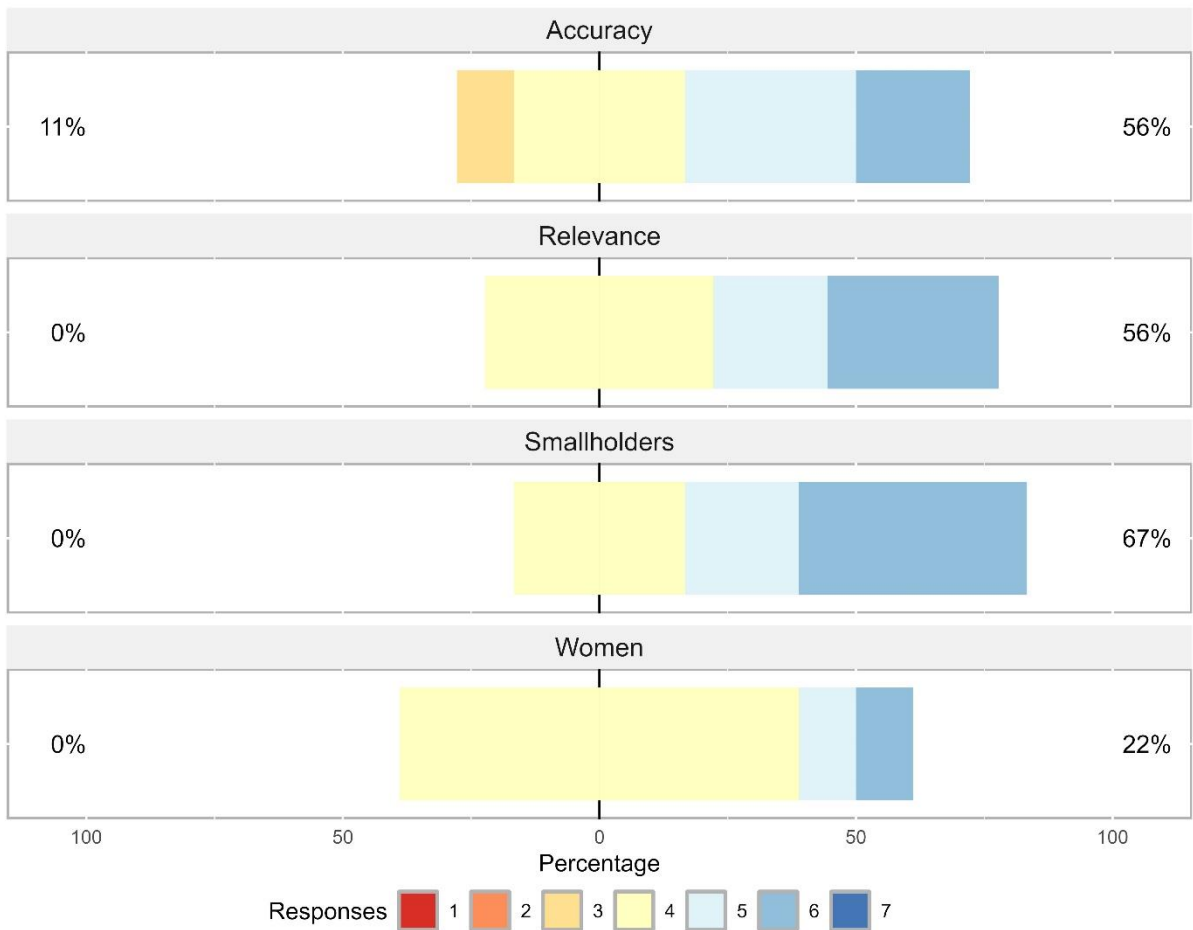 Accuracy
11% 56%
Relevance
0% 56%
Smallholders
0% 67%
Women
0% 22%
100 50 0 50 100
Percentage
Responses 1 2 3 4 5 6 7